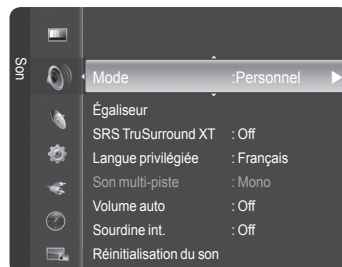 Son
Mode :Personnel
Égaliseur
SRS TruSurround XT : Off
Langue privilégiée : Français
Son multi-piste : Mono
Volume auto : Off
Sourdine int. : Off
Réinitialisation du son